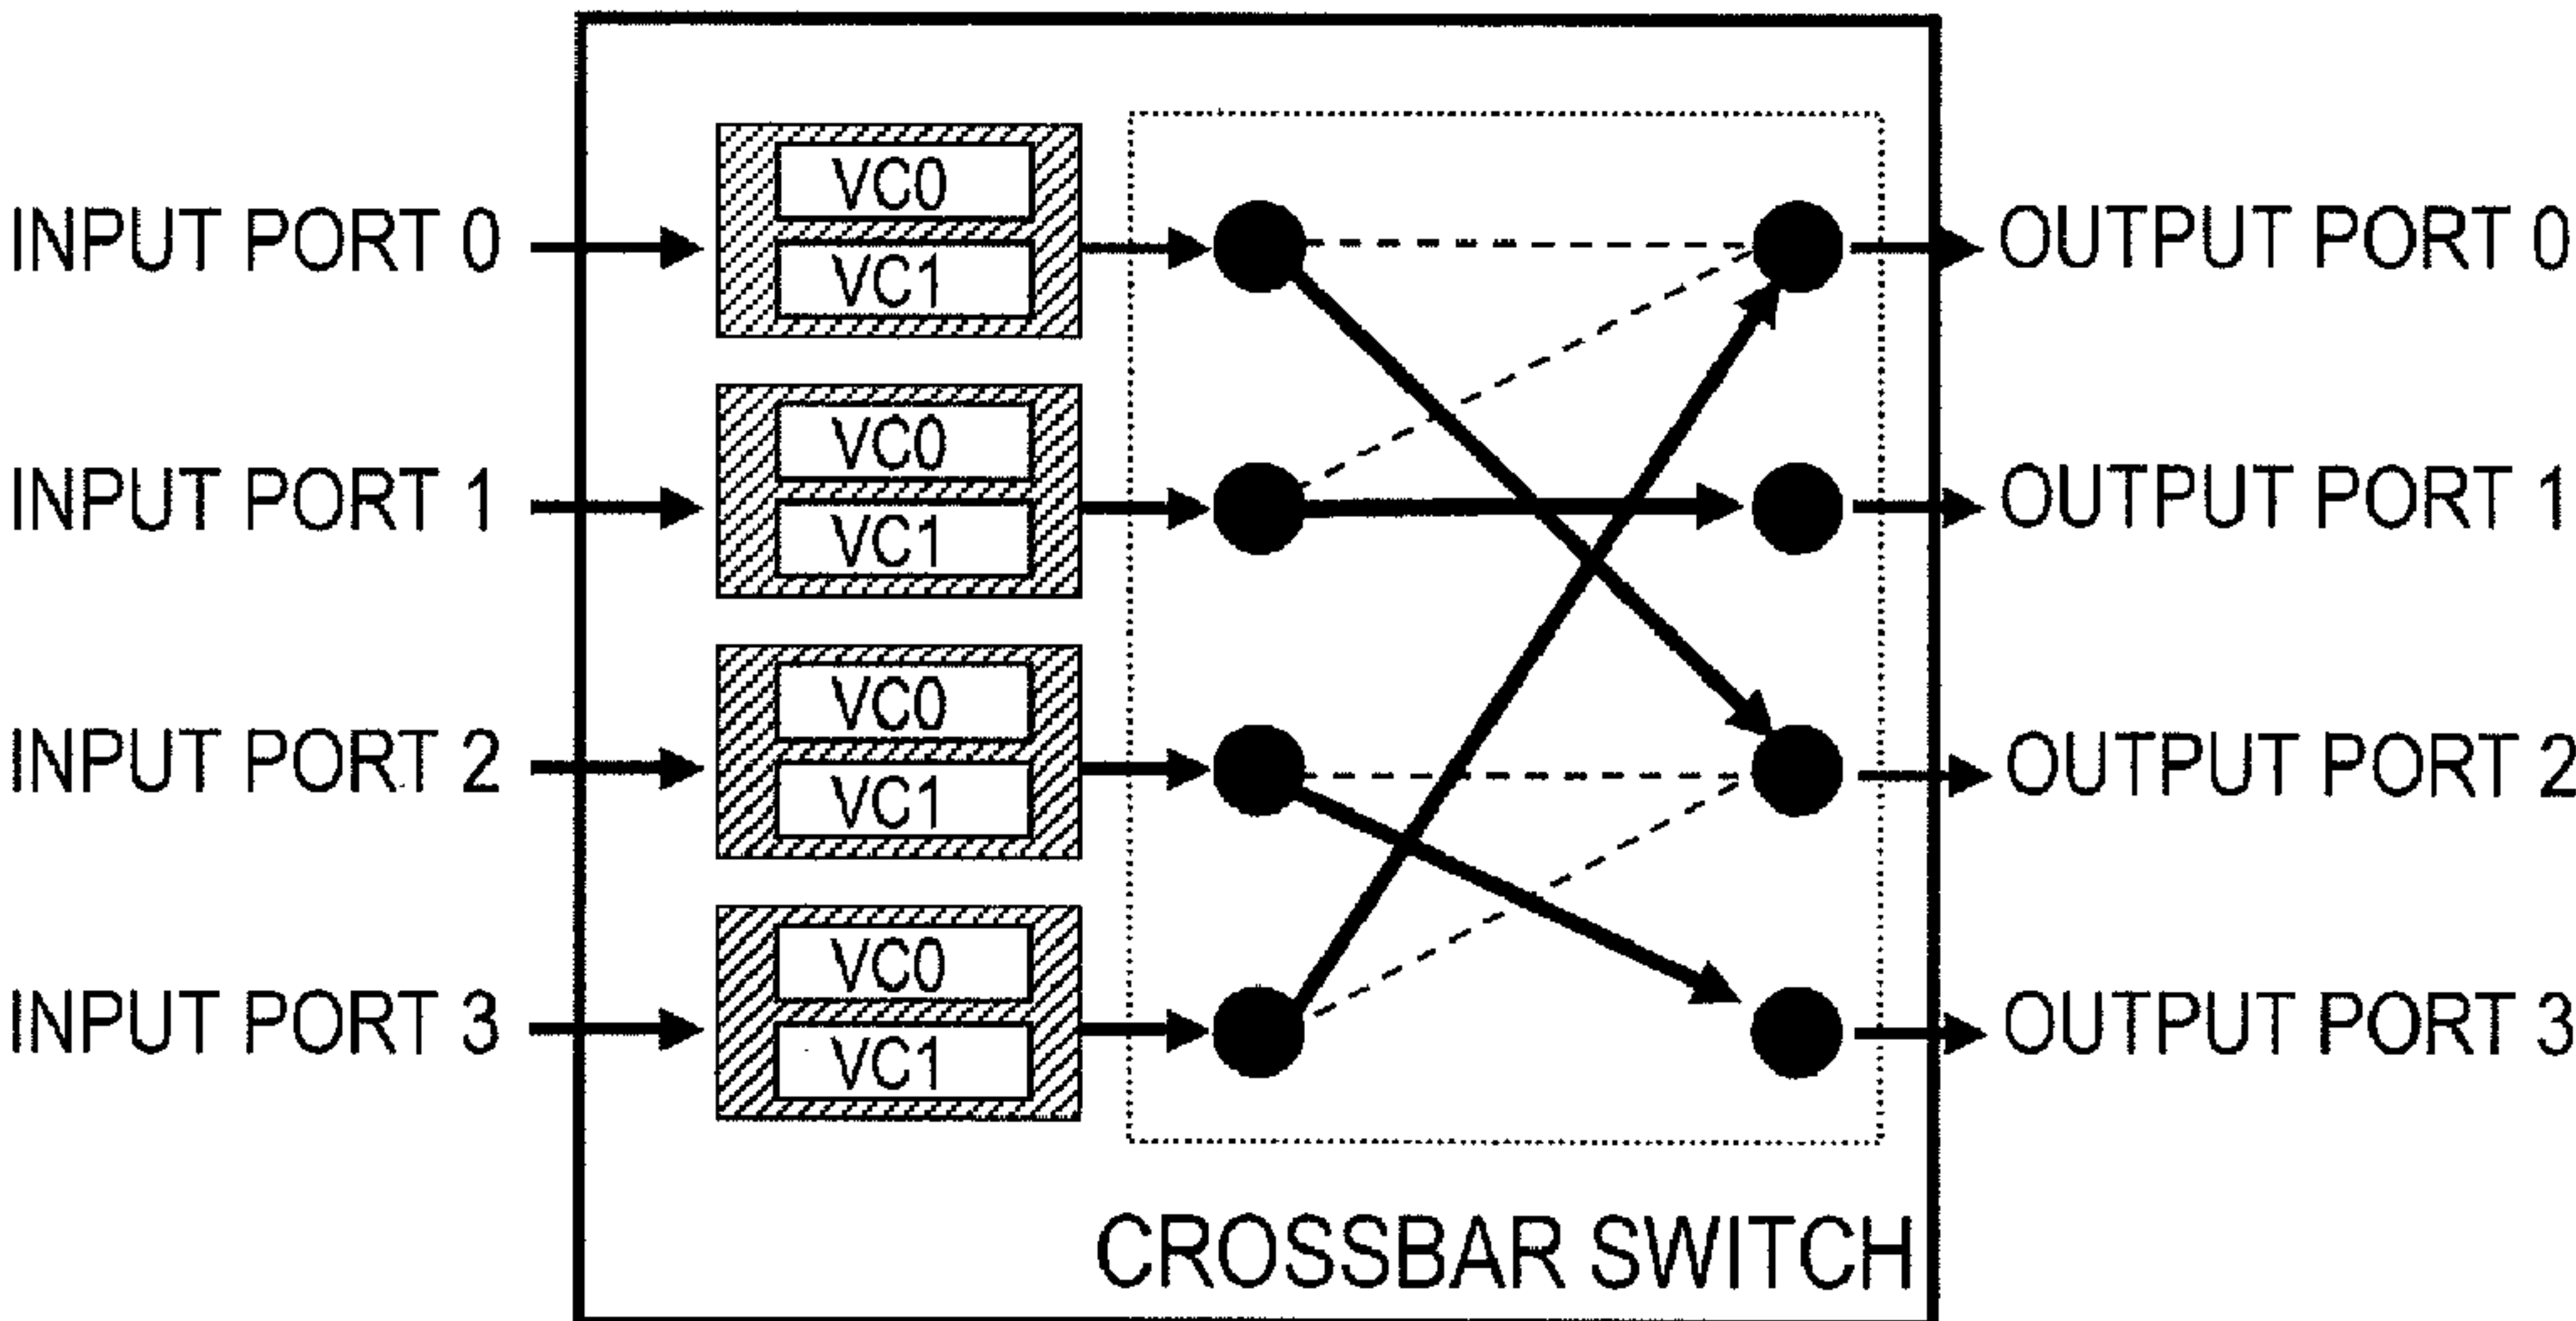 INPUT PORT 0
VC0
VC1
OUTPUT PORT 0
INPUT PORT 1
VC0
VC1
OUTPUT PORT 1
INPUT PORT 2
VC0
VC1
OUTPUT PORT 2
INPUT PORT 3
VC0
VC1
OUTPUT PORT 3
CROSSBAR SWITCH